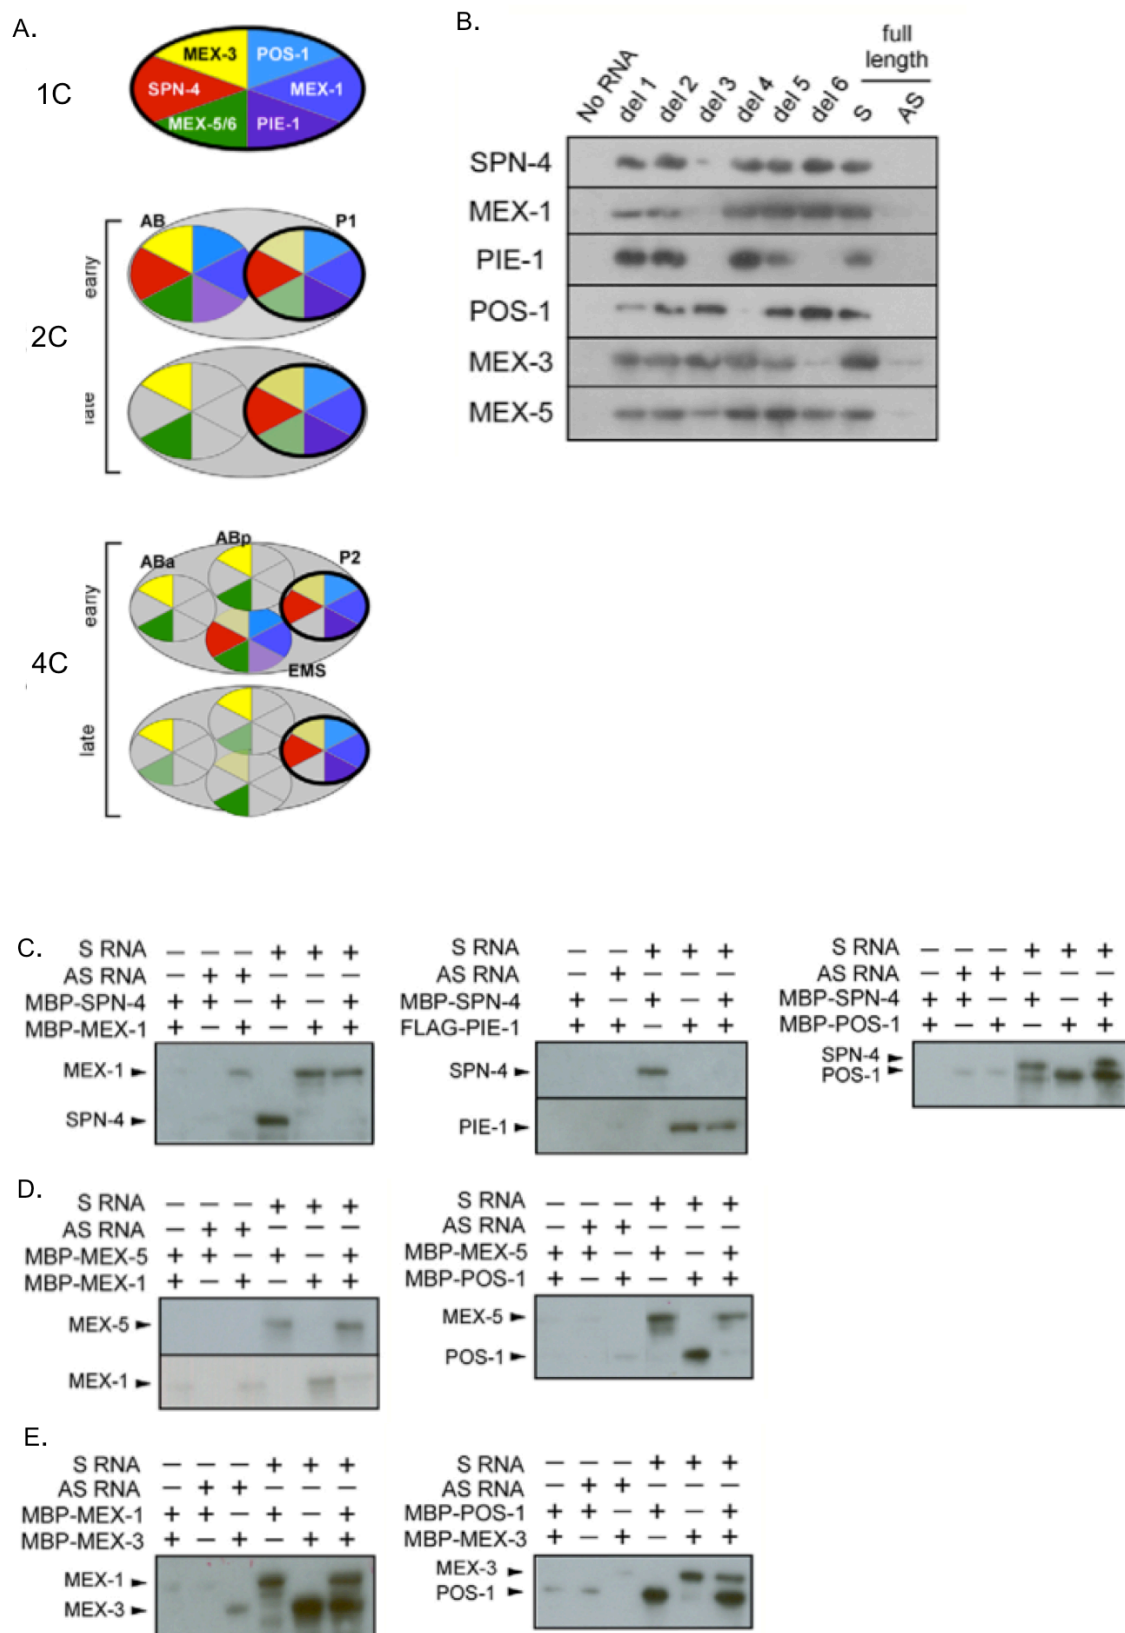 A.
1C
MEX-3 POS-1
SPN-4 MEX-1
MEX-5/6 PIE-1
2C
early
AB P1
late
4C
early
ABa ABp P2
EMS
late
B.
No RNA del 1 del 2 del 3 del 4 del 5 del 6 S AS
full length
SPN-4
MEX-1
PIE-1
POS-1
MEX-3
MEX-5
C.
S RNA — — — + + +
AS RNA — + + — — —
MBP-SPN-4 + + — + — +
MBP-MEX-1 + — + — + +
MEX-1
SPN-4
S RNA — — + + +
AS RNA — + — — —
MBP-SPN-4 + — + — +
FLAG-PIE-1 + + — + +
SPN-4
PIE-1
S RNA — — — + + +
AS RNA — + + — — —
MBP-SPN-4 + + — + — +
MBP-POS-1 + — + — + +
SPN-4
POS-1
D.
S RNA — — — + + +
AS RNA — + + — — —
MBP-MEX-5 + + — + — +
MBP-MEX-1 + — + — + +
MEX-5
MEX-1
S RNA — — — + + +
AS RNA — + + — — —
MBP-MEX-5 + + — + — +
MBP-POS-1 + — + — + +
MEX-5
POS-1
E.
S RNA — — — + + +
AS RNA — + + — — —
MBP-MEX-1 + + — + — +
MBP-MEX-3 + — + — + +
MEX-1
MEX-3
S RNA — — — + + +
AS RNA — + + — — —
MBP-POS-1 + + — + — +
MBP-MEX-3 + — + — + +
MEX-3
POS-1